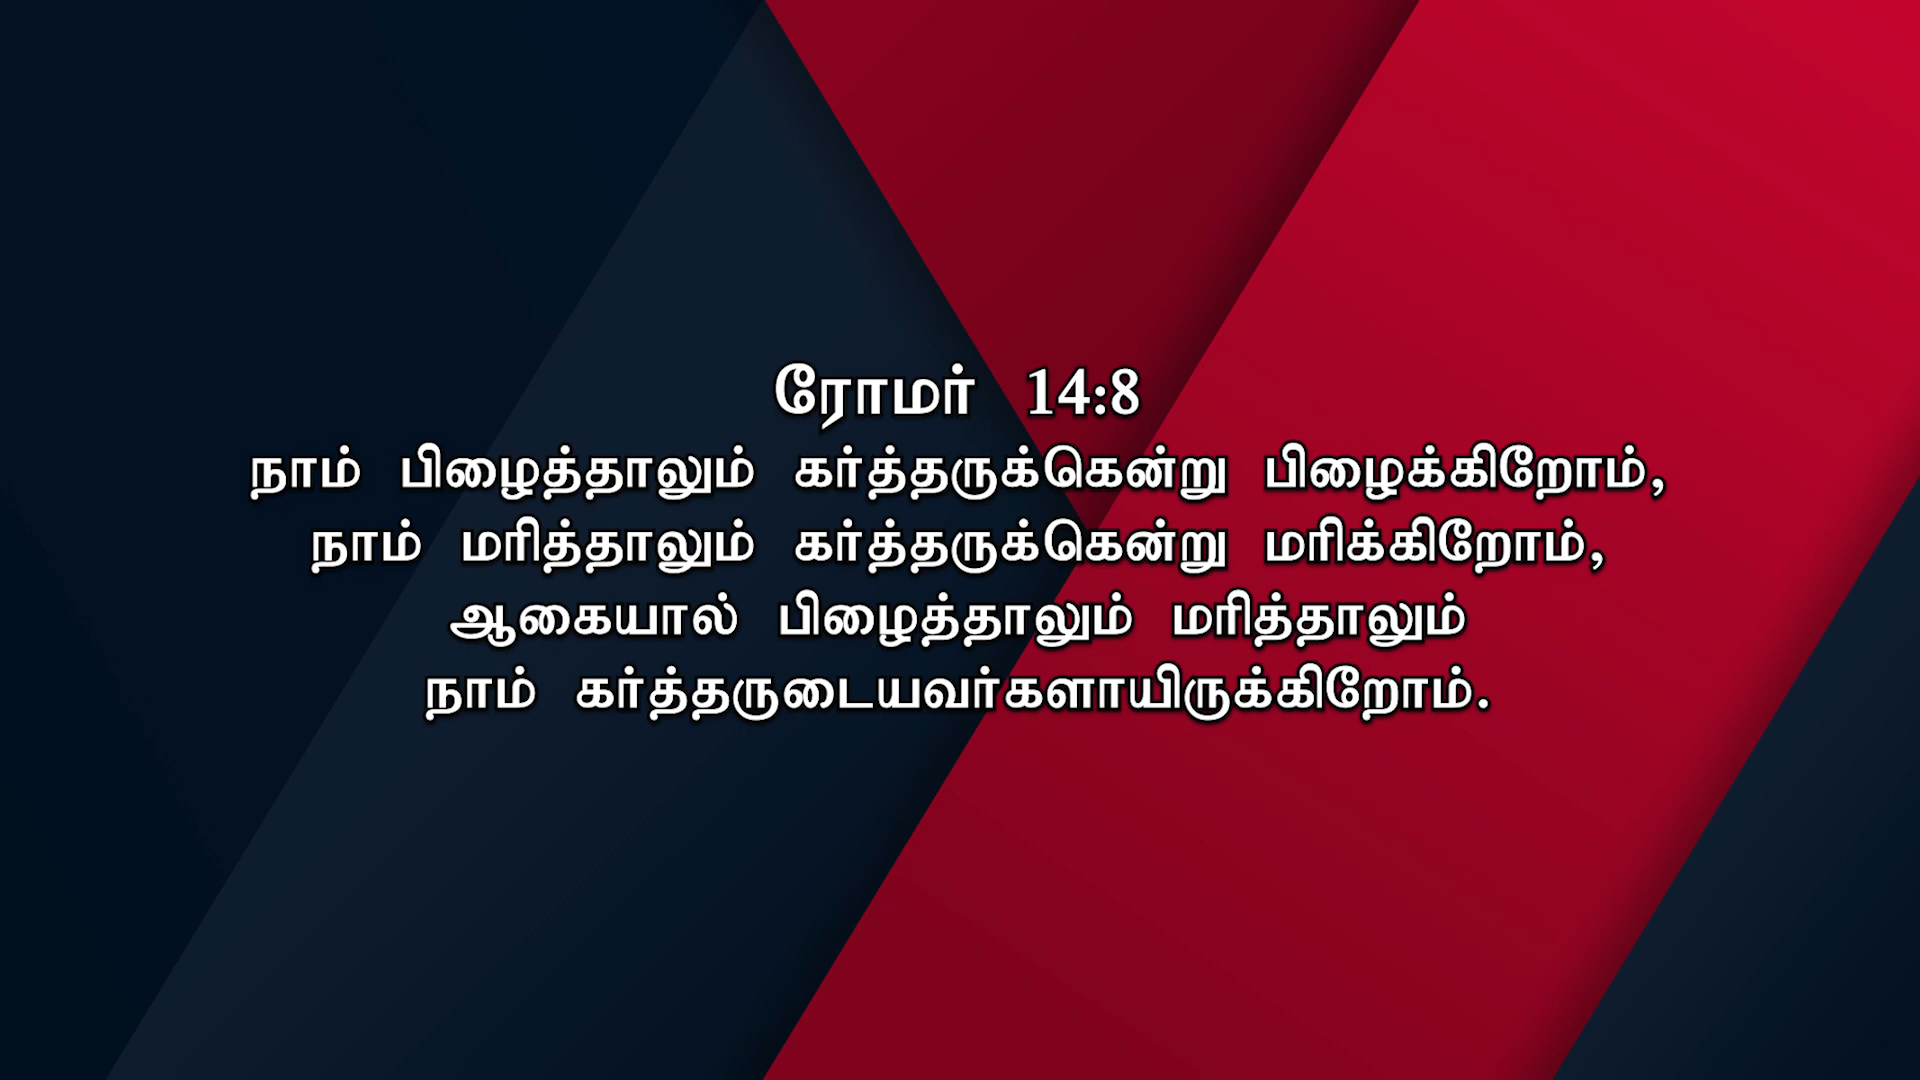 ரோமர் 14:8
நாம் பிழைத்தாலும் கர்த்தருக்கென்று பிழைக்கிறோம்,
நாம் மரித்தாலும் கர்த்தருக்கென்று மரிக்கிறோம்,
ஆகையால் பிழைத்தாலும் மரித்தாலும்
நாம் கர்த்தருடையவர்களாயிருக்கிறோம்.